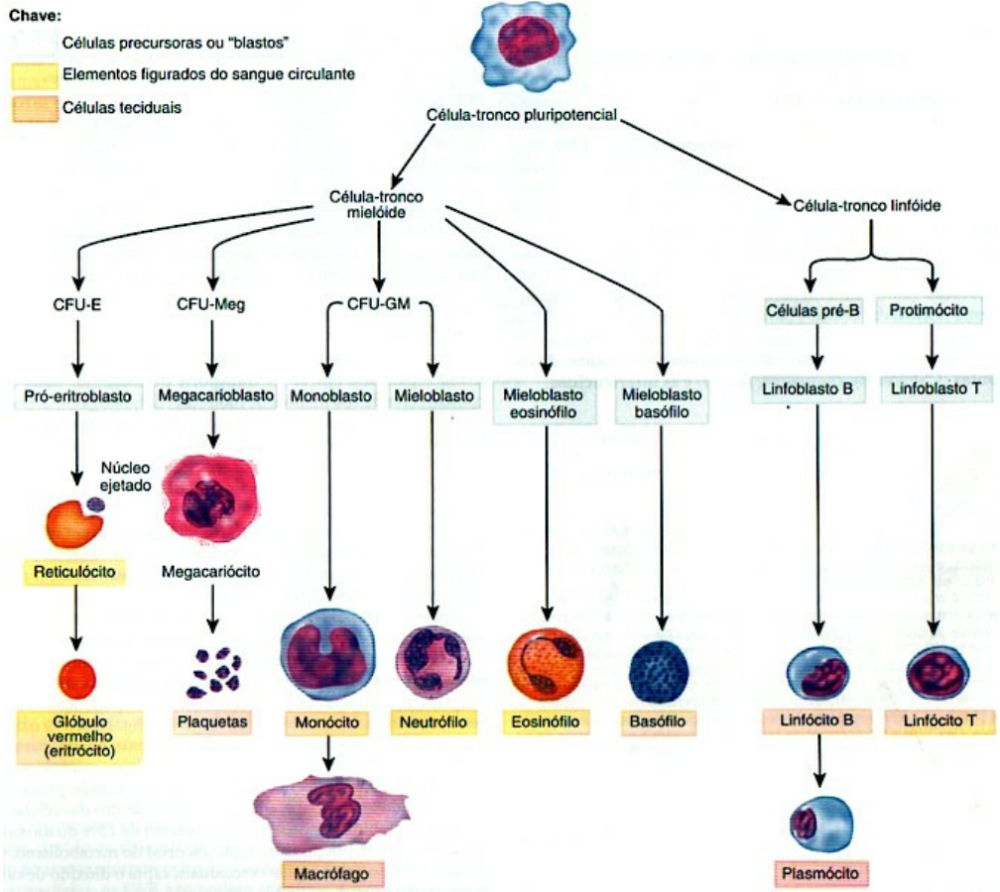 Chave:
Células precursoras ou “blastos”
Elementos figurados do sangue circulante
Células teciduais
Célula-tronco pluripotencial
Célula-tronco
mielóide
Célula-tronco linfóide
CFU-E
CFU-Meg
CFU-GM
Células pré-B
Protimócito
Pró-eritroblasto
Megacarioblasto
Monoblasto
Mieloblasto
Mieloblasto
eosinófilo
Mieloblasto
basófilo
Linfoblasto B
Linfoblasto T
Núcleo
ejetado
Reticulócito
Megacariócito
Glóbulo
vermelho
(eritrócito)
Plaquetas
Monócito
Neutrófilo
Eosinófilo
Basófilo
Linfócito B
Linfócito T
Macrófago
Plasmócito